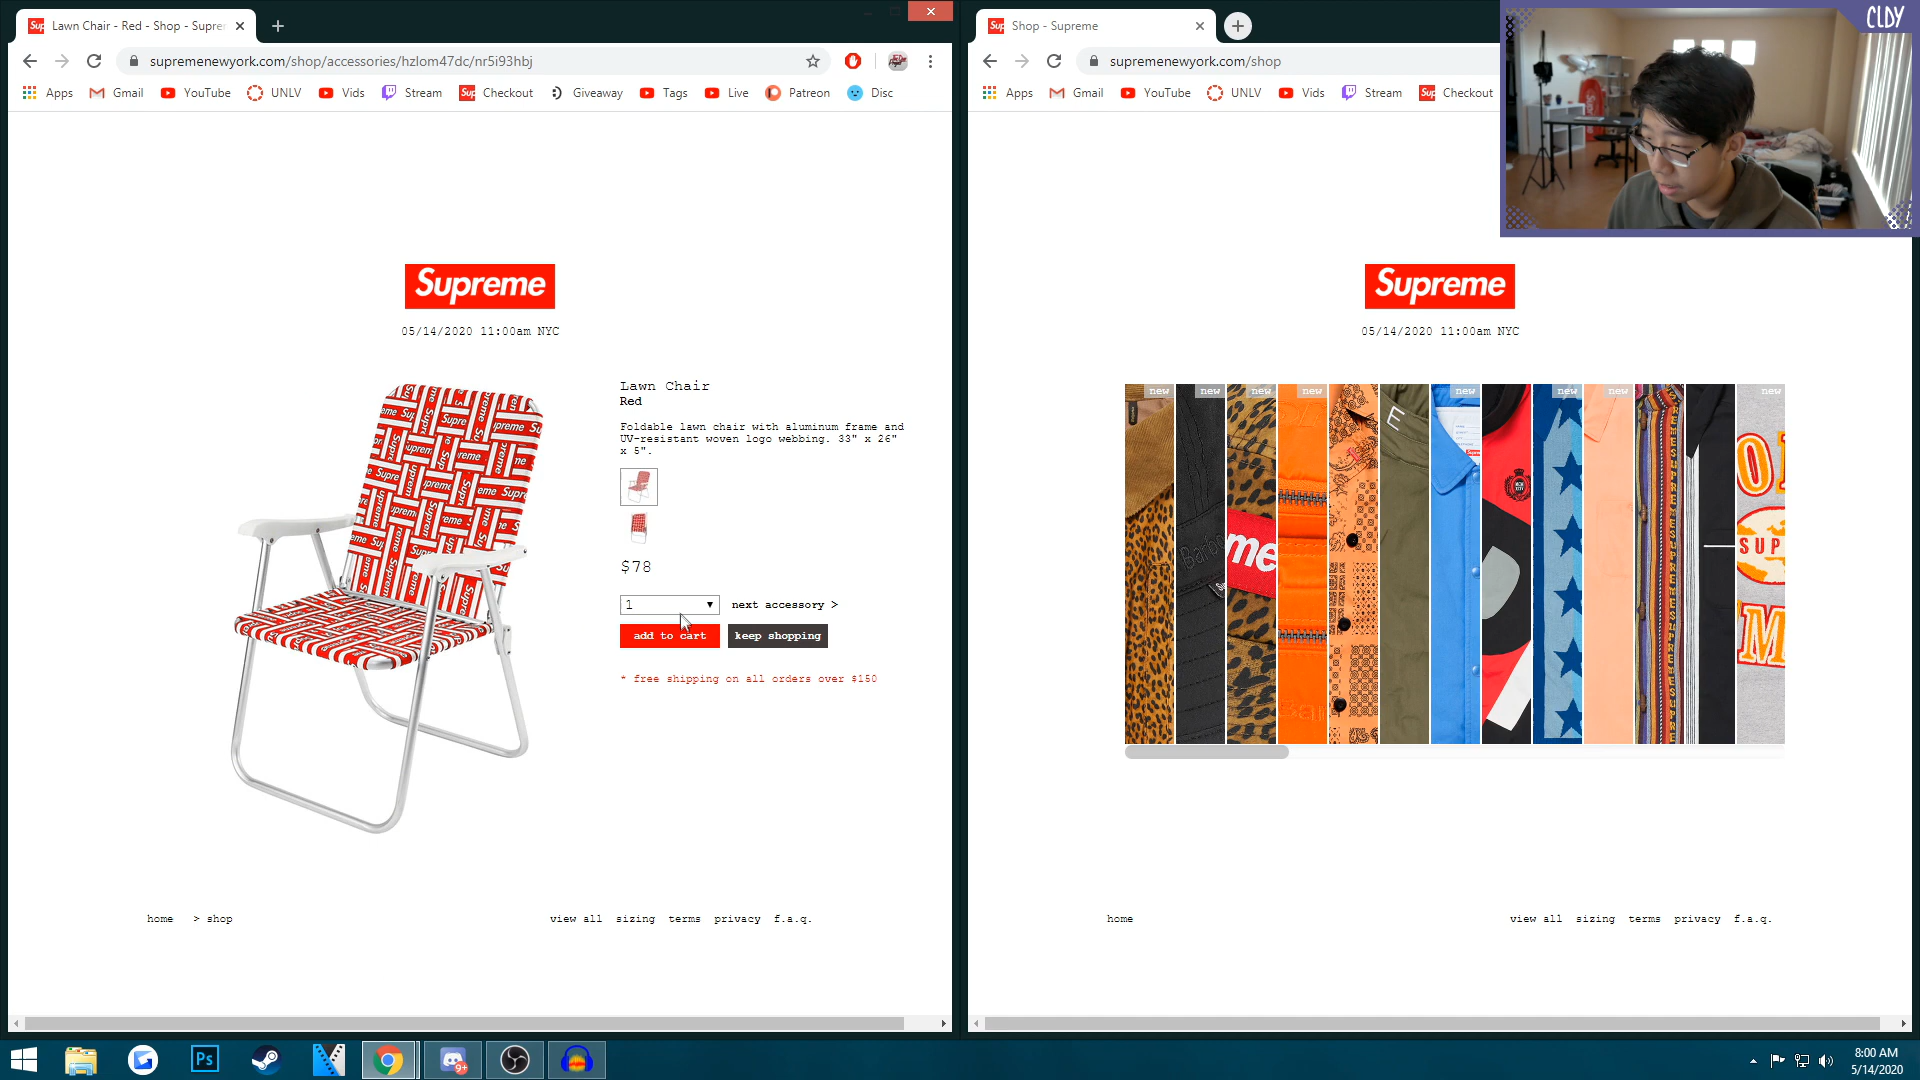 Lawn Chair - Red - Shop - Supre
supremenewyork.com/shop/accessories/hzlom47dc/nr5i93hbj
Apps Gmail YouTube UNLV Vids Stream Checkout Giveaway Tags Live Patreon Disc
Supreme
05/14/2020 11:00am NYC
Lawn Chair
Red
Foldable lawn chair with aluminum frame and
UV-resistant woven logo webbing. 33" x 26"
x 5".
$78
1
next accessory >
add to cart
keep shopping
* free shipping on all orders over $150
home > shop
view all sizing terms privacy f.a.q.
Shop - Supreme
supremenewyork.com/shop
Apps Gmail YouTube UNLV Vids Stream Checkout
CLDY
Supreme
05/14/2020 11:00am NYC
new new new new new new new new
E
me
SUP
home
view all sizing terms privacy f.a.q.
Ps
9+
8:00 AM
5/14/2020